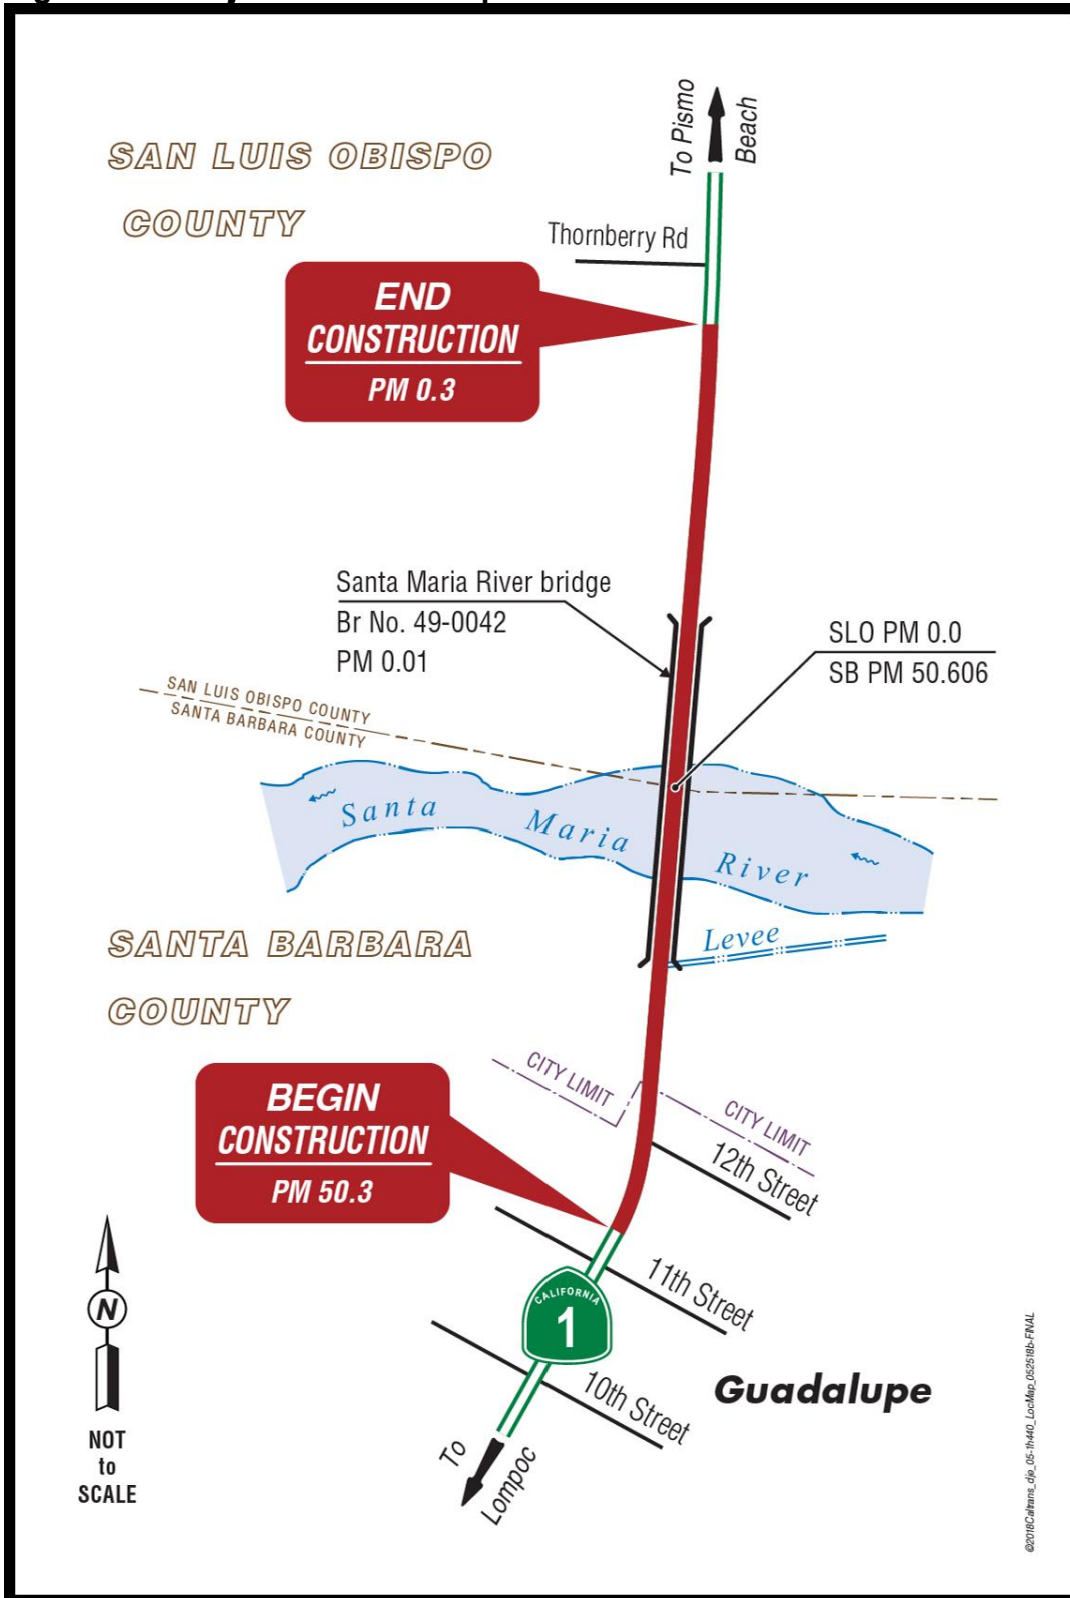 To Pismo
Beach
SAN LUIS OBISPO
COUNTY
Thornberry Rd
END
CONSTRUCTION
PM 0.3
Santa Maria River bridge
Br No. 49-0042
PM 0.01
SLO PM 0.0
SB PM 50.606
SAN LUIS OBISPO COUNTY
SANTA BARBARA COUNTY
Santa Maria River
Levee
SANTA BARBARA
COUNTY
CITY LIMIT
CITY LIMIT
BEGIN
CONSTRUCTION
PM 50.3
12th Street
11th Street
CALIFORNIA
1
10th Street
Guadalupe
To
Lompoc
N
NOT
to
SCALE
©2018Caltrans_djo_05-1h440_LocMap_052518b-FINAL